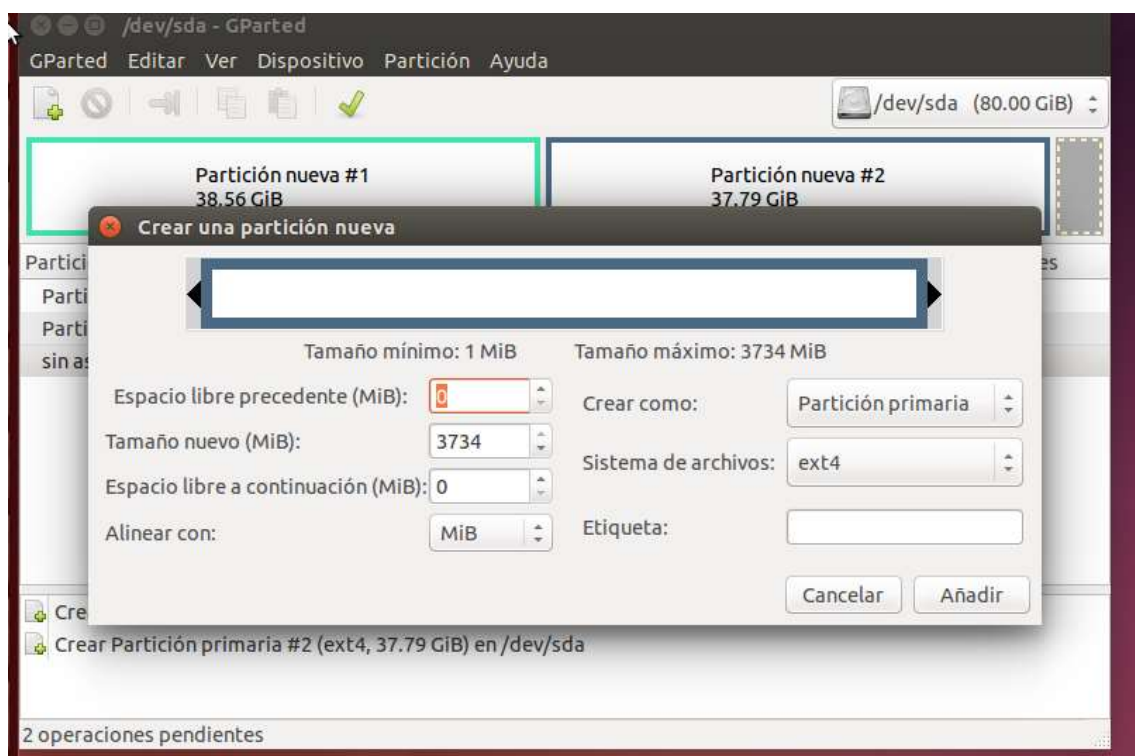 /dev/sda - GParted
GParted Editar Ver Dispositivo Partición Ayuda
/dev/sda (80.00 GiB)
Partición nueva #1
38.56 GiB
Partición nueva #2
37.79 GiB
Crear una partición nueva
Tamaño mínimo: 1 MiB
Tamaño máximo: 3734 MiB
Espacio libre precedente (MiB): 0
Crear como: Partición primaria
Tamaño nuevo (MiB): 3734
Sistema de archivos: ext4
Espacio libre a continuación (MiB): 0
Alinear con: MiB
Etiqueta:
Cancelar Añadir
Crear Partición primaria #2 (ext4, 37.79 GiB) en /dev/sda
2 operaciones pendientes